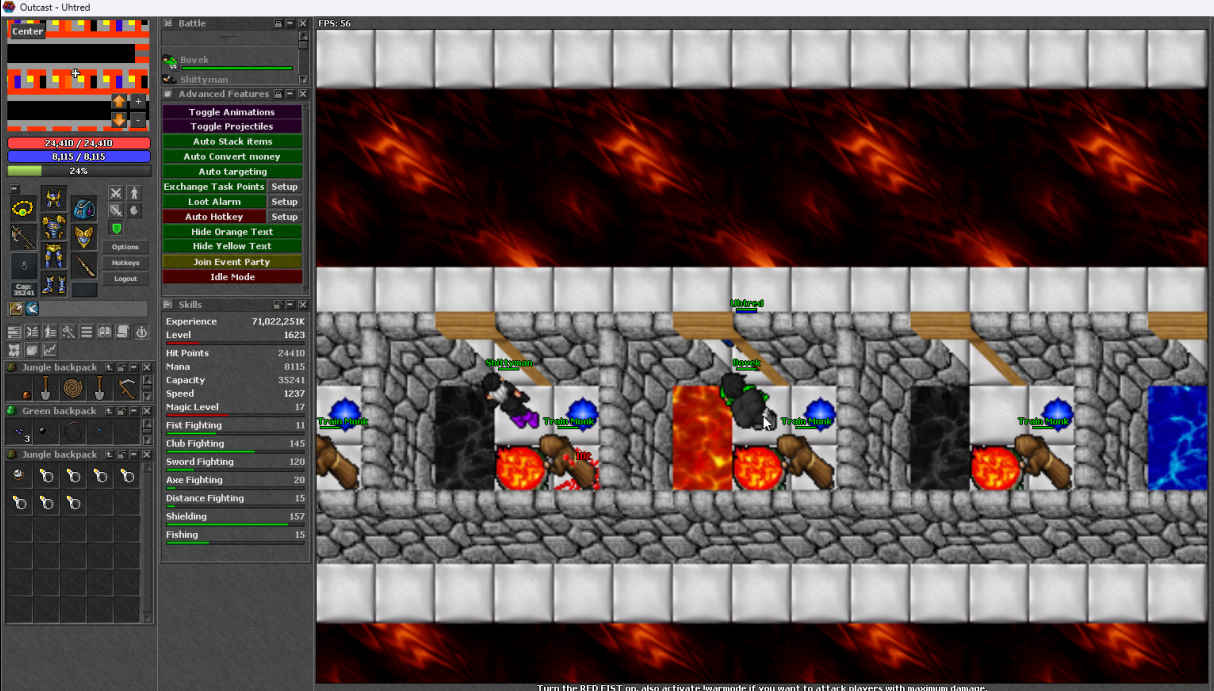 Outcast - Uhtred
Center
24,410 / 24,410
8,115 / 8,115
24%
Options
Hotkeys
Logout
Cap:
35241
Jungle backpack
Green backpack
3
Jungle backpack
Battle
Bovek
Shittyman
Advanced Features
Toggle Animations
Toggle Projectiles
Auto Stack items
Auto Convert money
Auto targeting
Exchange Task Points Setup
Loot Alarm Setup
Auto Hotkey Setup
Hide Orange Text
Hide Yellow Text
Join Event Party
Idle Mode
Skills
Experience 71,022,251K
Level 1623
Hit Points 24410
Mana 8115
Capacity 35241
Speed 1237
Magic Level 17
Fist Fighting 11
Club Fighting 145
Sword Fighting 120
Axe Fighting 20
Distance Fighting 15
Shielding 157
Fishing 15
FPS: 56
Uhtred
Shittyman
Bovek
Train Monk
Train Monk
Train Monk
Train Monk
Turn the RED FIST on, also activate !warmode if you want to attack players with maximum damage.